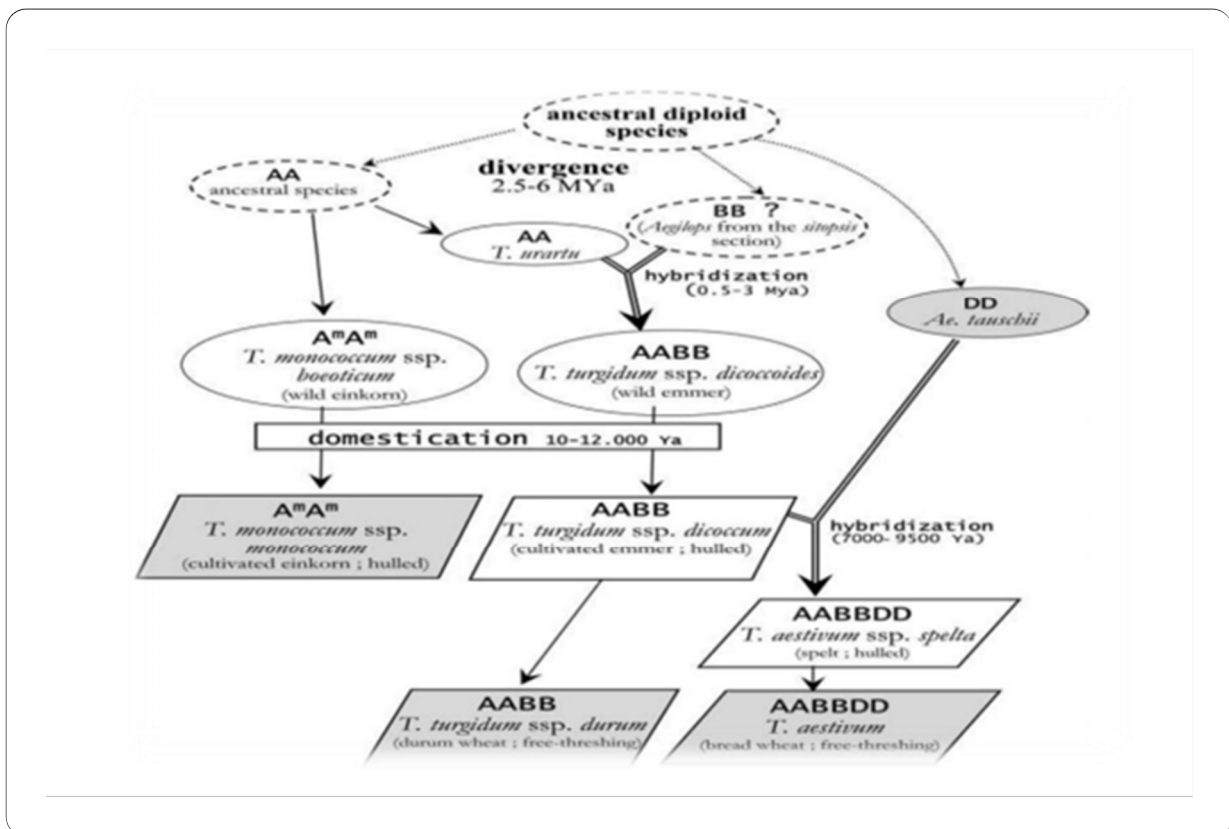 ancestral diploid
species
divergence
2.5-6 MYa
AA
ancestral species
BB ?
(Aegilops from the sitopsis
section)
AA
T. urartu
hybridization
(0.5-3 Mya)
DD
Ae. tauschii
AᵐAᵐ
T. monococcum ssp.
boeoticum
(wild einkorn)
AABB
T. turgidum ssp. dicoccoides
(wild emmer)
domestication 10-12.000 Ya
AᵐAᵐ
T. monococcum ssp.
monococcum
(cultivated einkorn ; hulled)
AABB
T. turgidum ssp. dicoccum
(cultivated emmer ; hulled)
hybridization
(7000-9500 Ya)
AABBDD
T. aestivum ssp. spelta
(spelt ; hulled)
AABB
T. turgidum ssp. durum
(durum wheat ; free-threshing)
AABBDD
T. aestivum
(bread wheat ; free-threshing)